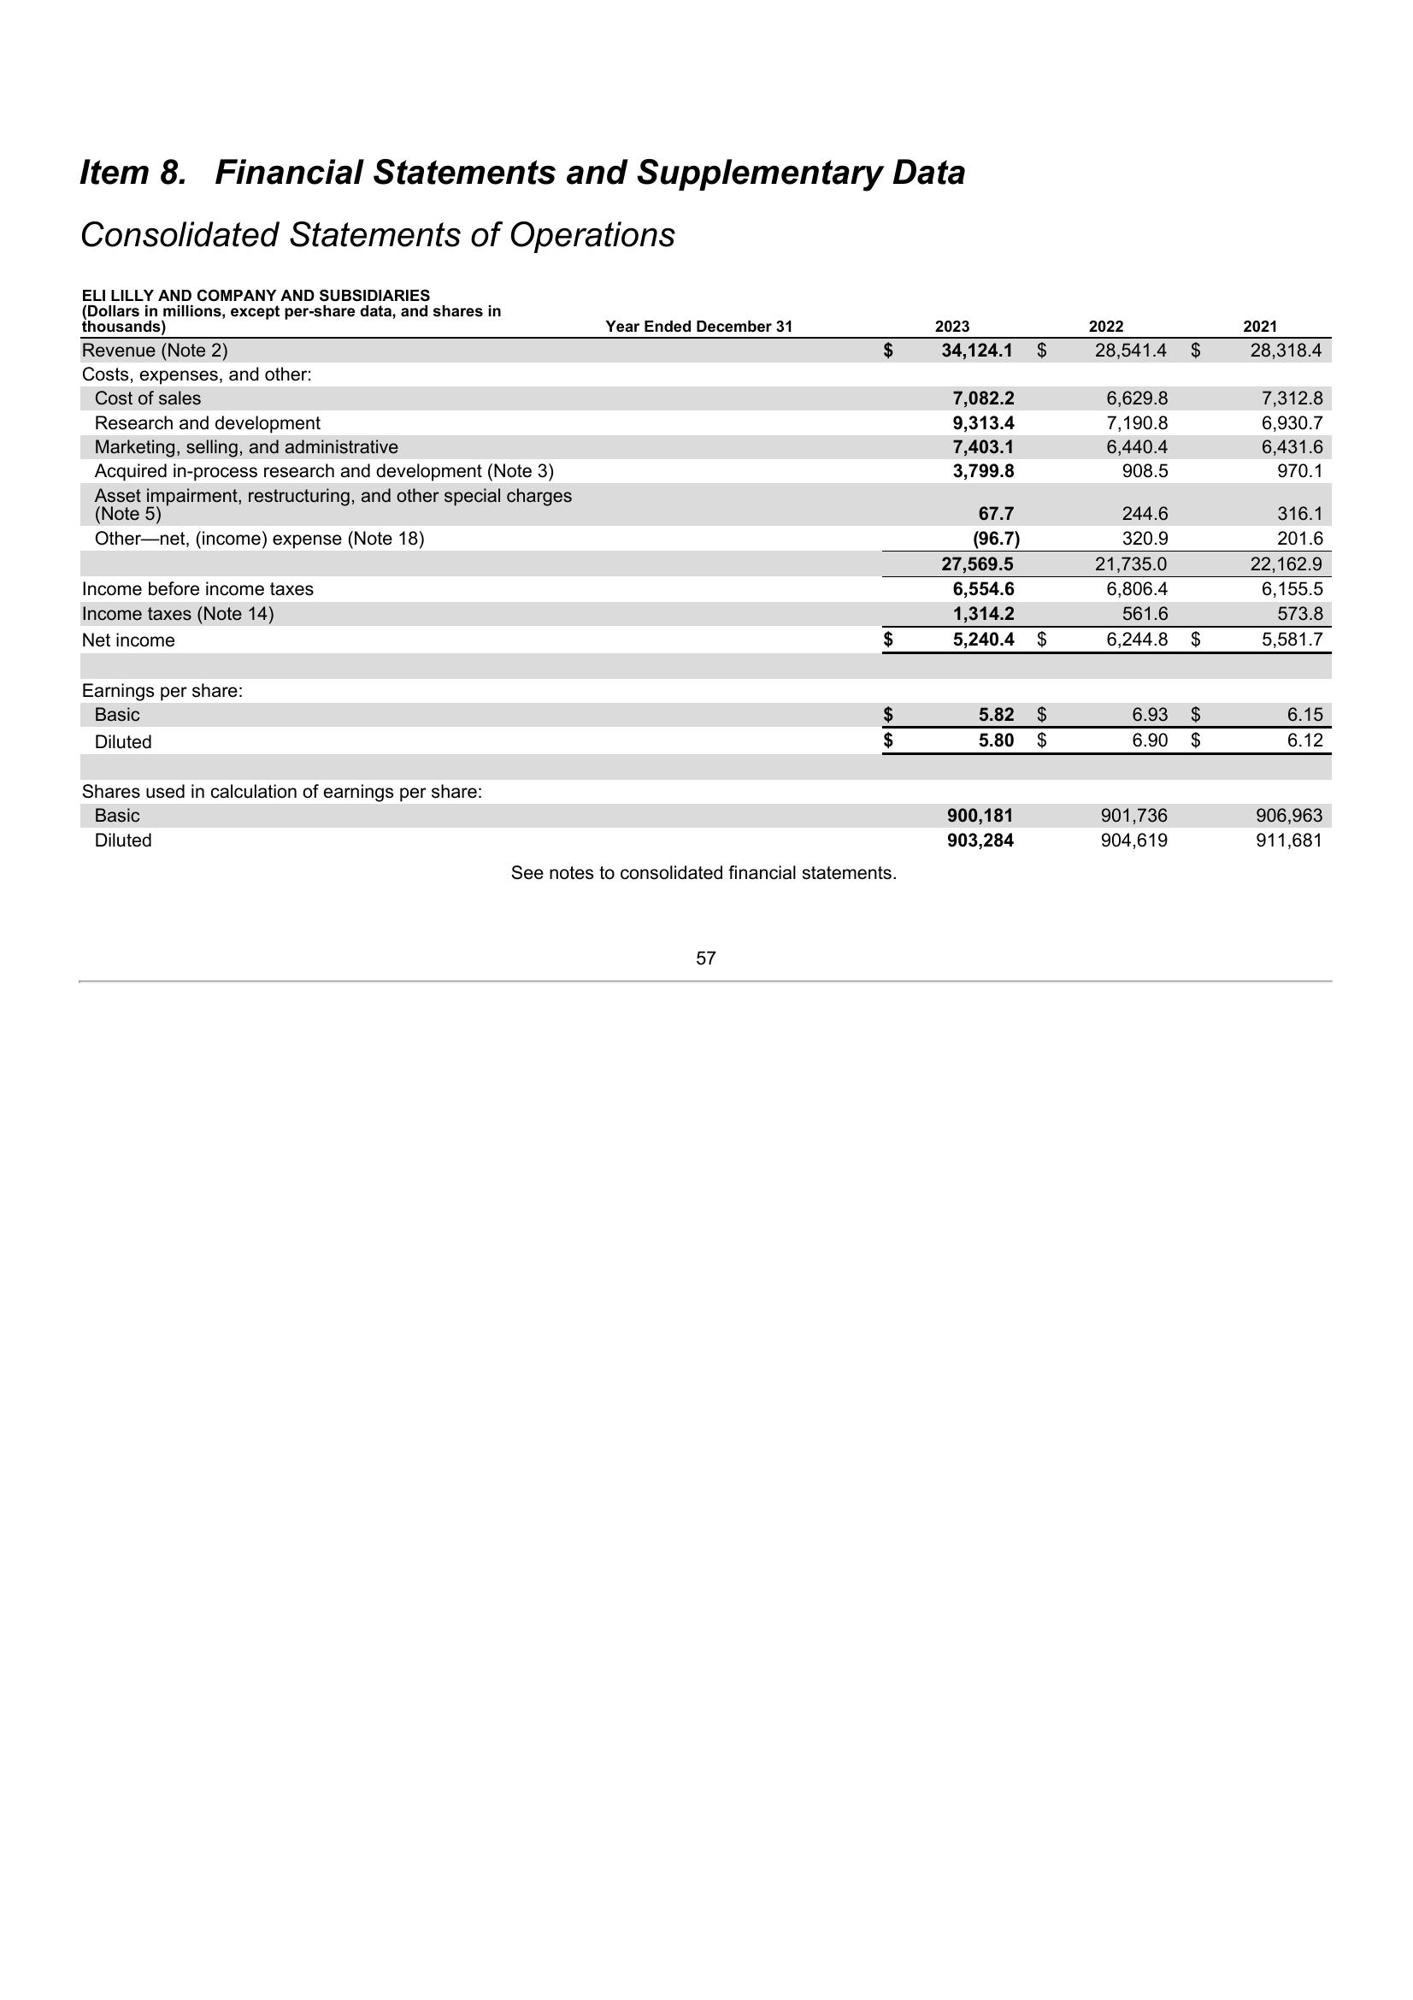 Item 8. Financial Statements and Supplementary Data
Consolidated Statements of Operations
ELI LILLY AND COMPANY AND SUBSIDIARIES
(Dollars in millions, except per-share data, and shares in
thousands) Year Ended December 31 2023 2022 2021
Revenue (Note 2) $ 34,124.1 $ 28,541.4 $ 28,318.4
Costs, expenses, and other:
Cost of sales 7,082.2 6,629.8 7,312.8
Research and development 9,313.4 7,190.8 6,930.7
Marketing, selling, and administrative 7,403.1 6,440.4 6,431.6
Acquired in-process research and development (Note 3) 3,799.8 908.5 970.1
Asset impairment, restructuring, and other special charges
(Note 5) 67.7 244.6 316.1
Other—net, (income) expense (Note 18) (96.7) 320.9 201.6
27,569.5 21,735.0 22,162.9
Income before income taxes 6,554.6 6,806.4 6,155.5
Income taxes (Note 14) 1,314.2 561.6 573.8
Net income $ 5,240.4 $ 6,244.8 $ 5,581.7
Earnings per share:
Basic $ 5.82 $ 6.93 $ 6.15
Diluted $ 5.80 $ 6.90 $ 6.12
Shares used in calculation of earnings per share:
Basic 900,181 901,736 906,963
Diluted 903,284 904,619 911,681
See notes to consolidated financial statements.
57